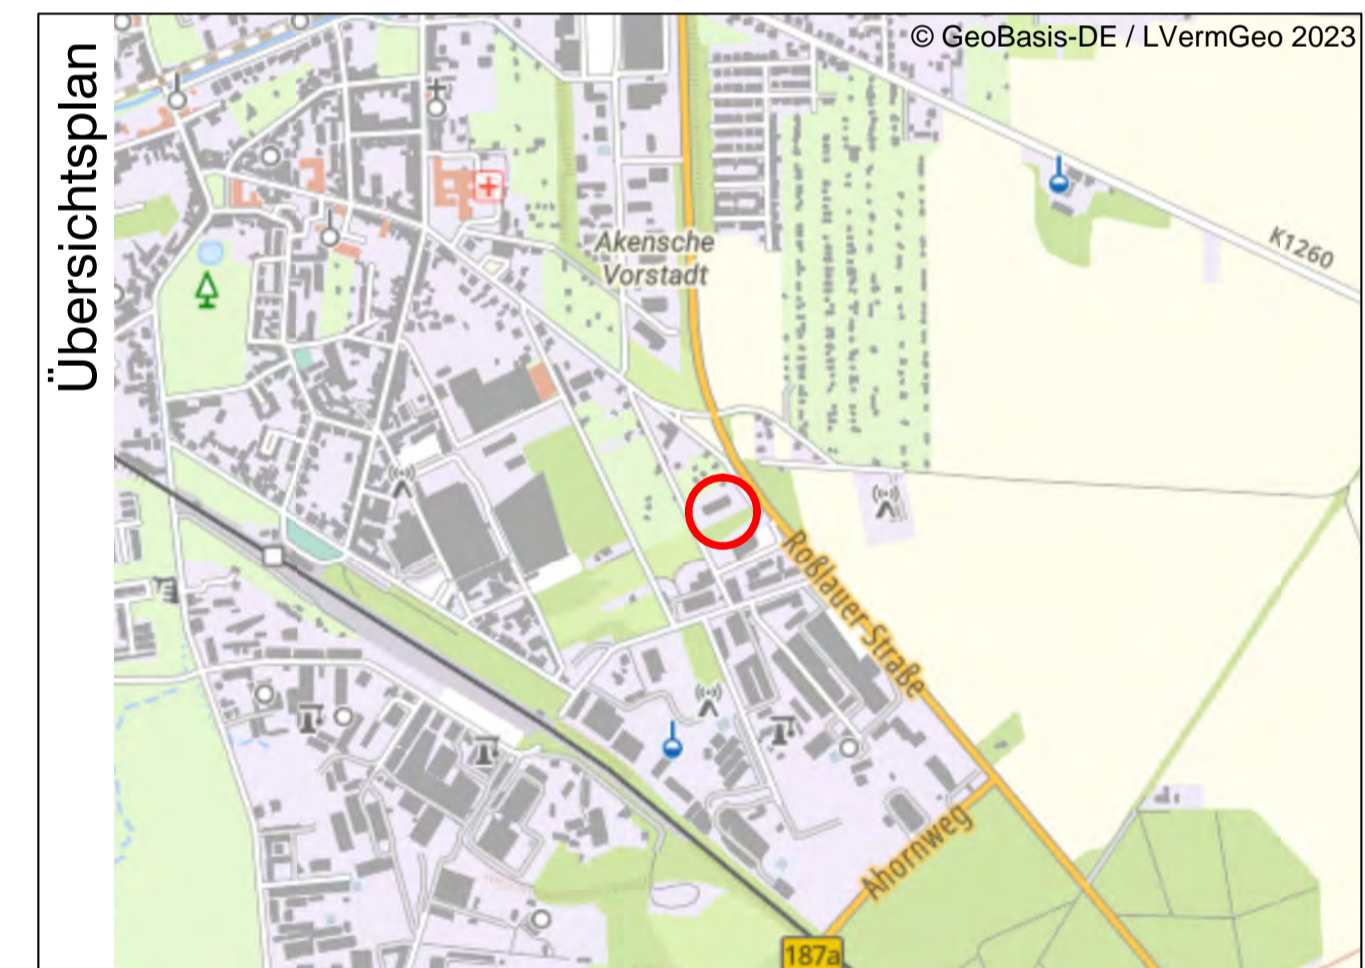 Übersichtsplan
© GeoBasis-DE / LVermGeo 2023
Akensche
Vorstadt
K1260
Roßlauer Straße
Ahornweg
187a